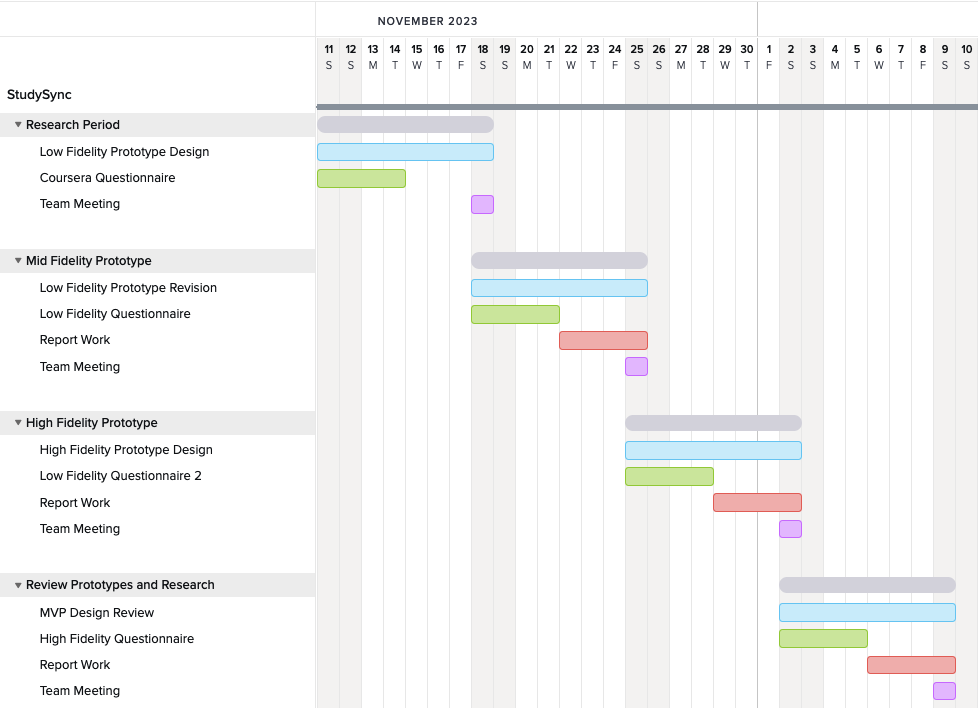 NOVEMBER 2023
11 12 13 14 15 16 17 18 19 20 21 22 23 24 25 26 27 28 29 30 1 2 3 4 5 6 7 8 9 10
S S M T W T F S S M T W T F S S M T W T F S S M T W T F S S
StudySync
Research Period
Low Fidelity Prototype Design
Coursera Questionnaire
Team Meeting
Mid Fidelity Prototype
Low Fidelity Prototype Revision
Low Fidelity Questionnaire
Report Work
Team Meeting
High Fidelity Prototype
High Fidelity Prototype Design
Low Fidelity Questionnaire 2
Report Work
Team Meeting
Review Prototypes and Research
MVP Design Review
High Fidelity Questionnaire
Report Work
Team Meeting